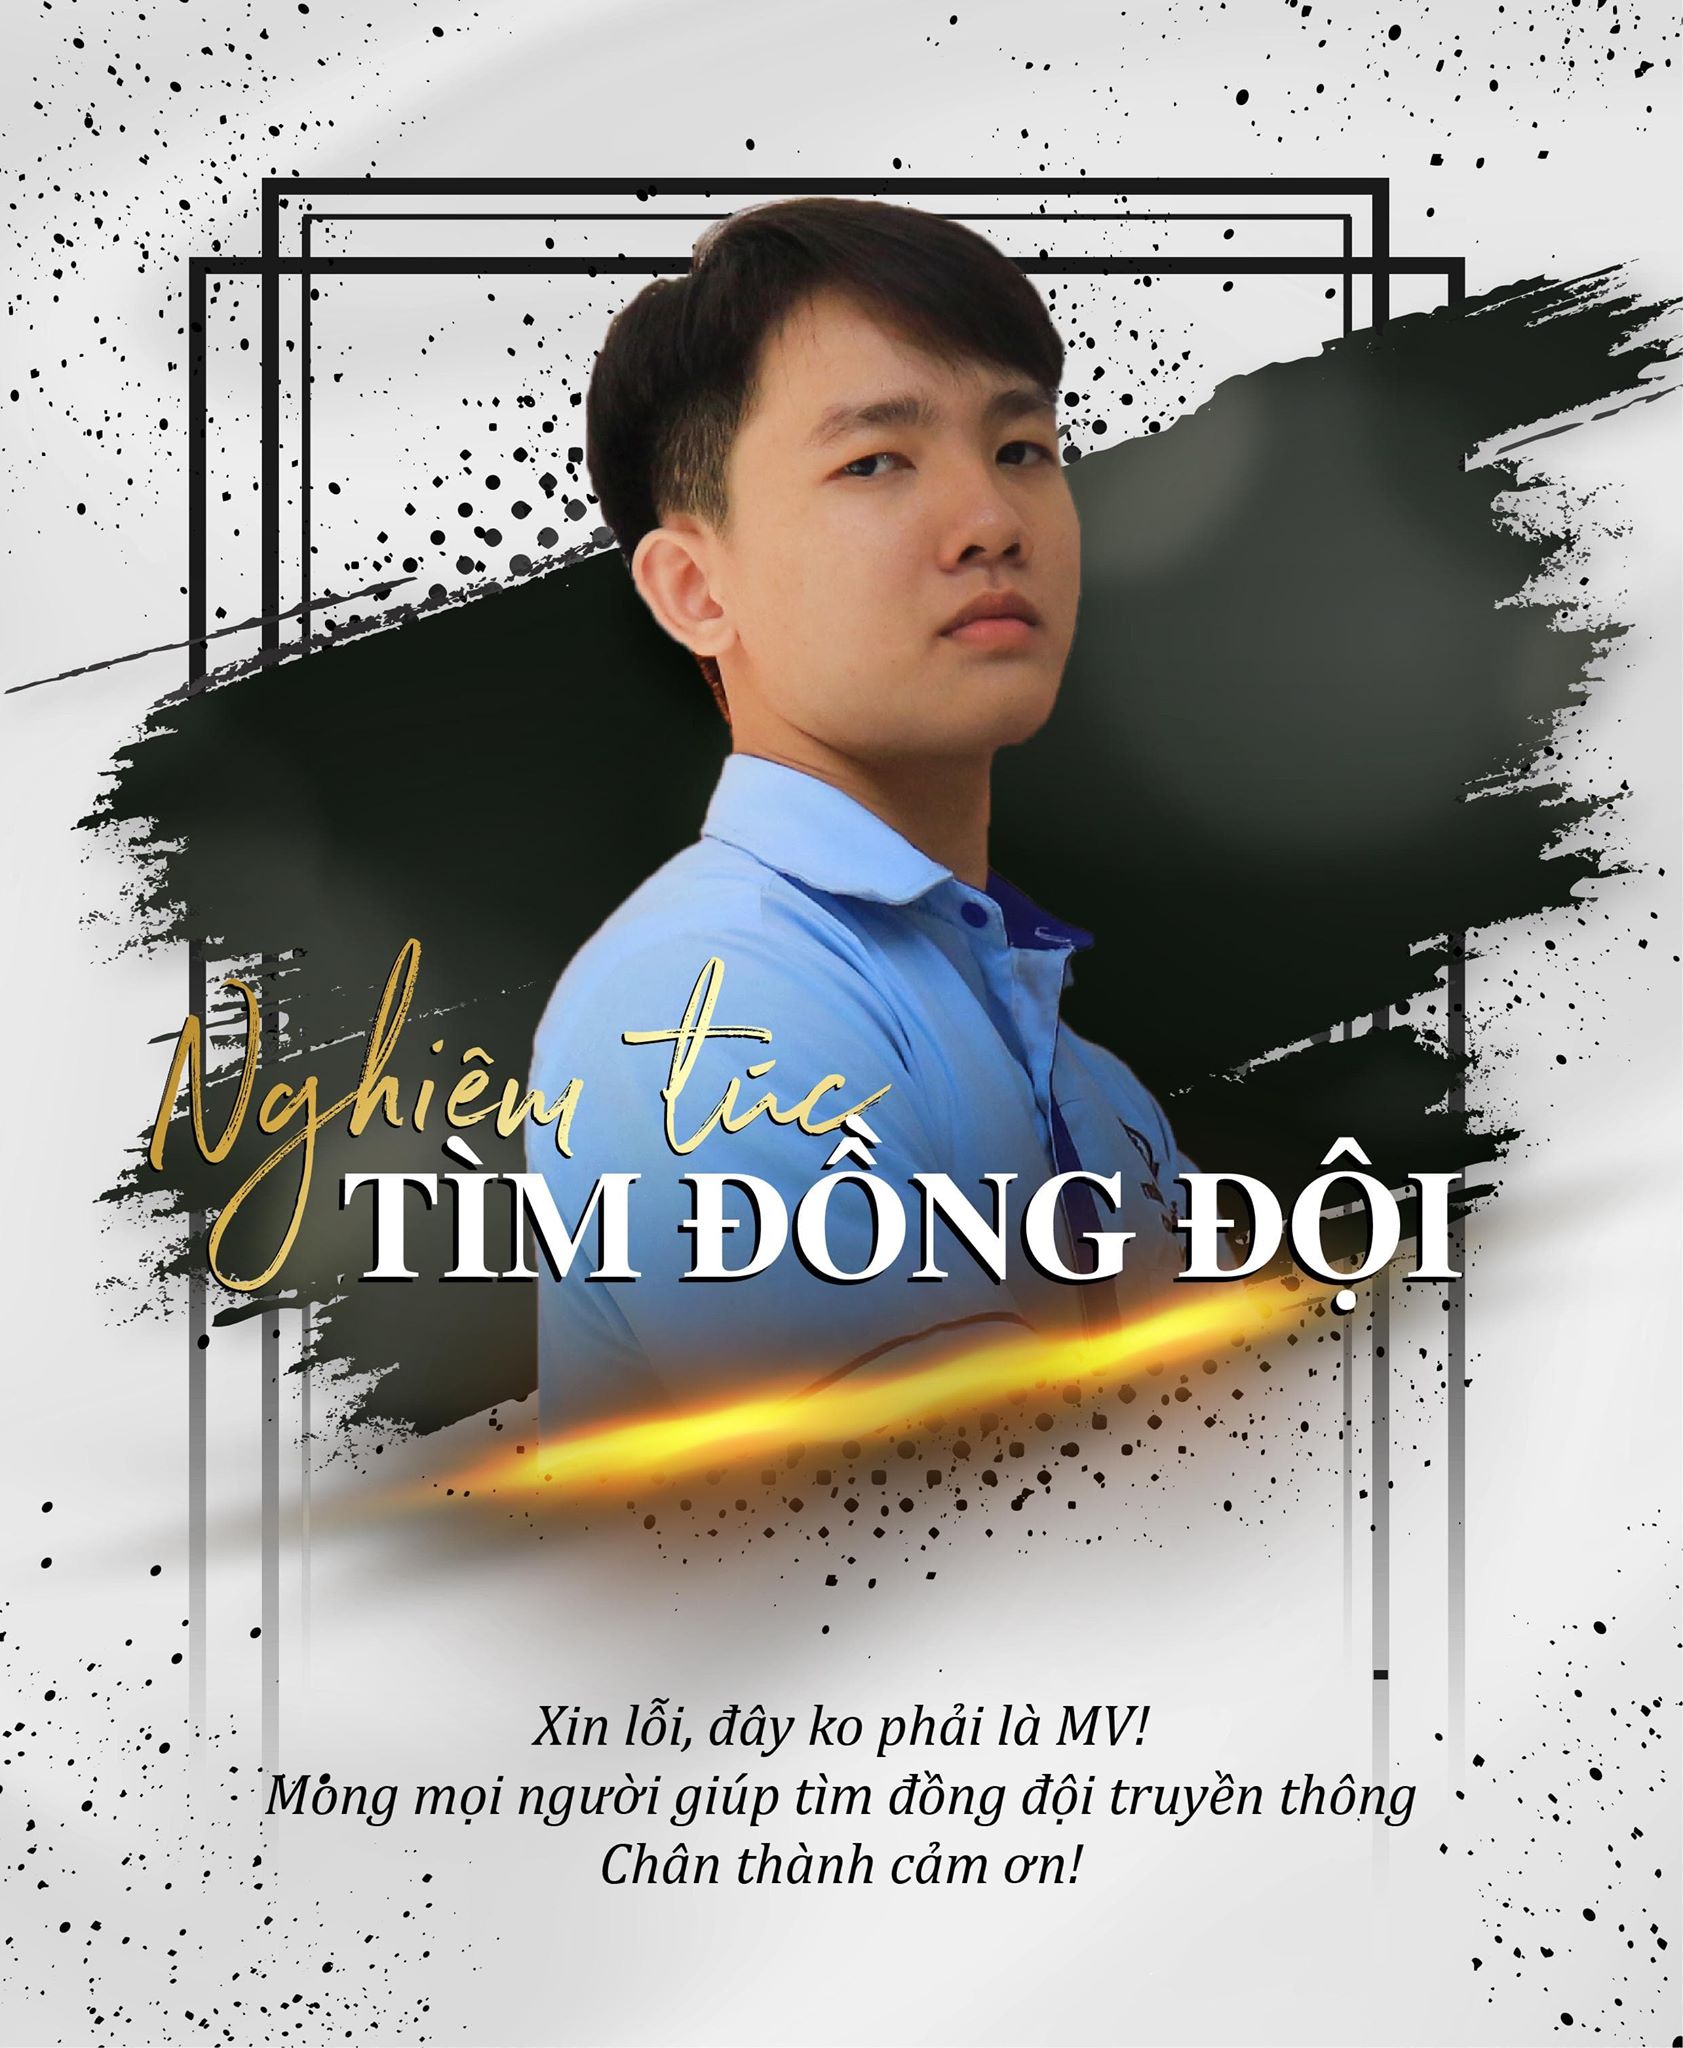 Nghiêm túc
TÌM ĐỒNG ĐỘI
Xin lỗi, đây ko phải là MV!
Mong mọi người giúp tìm đồng đội truyền thông
Chân thành cảm ơn!